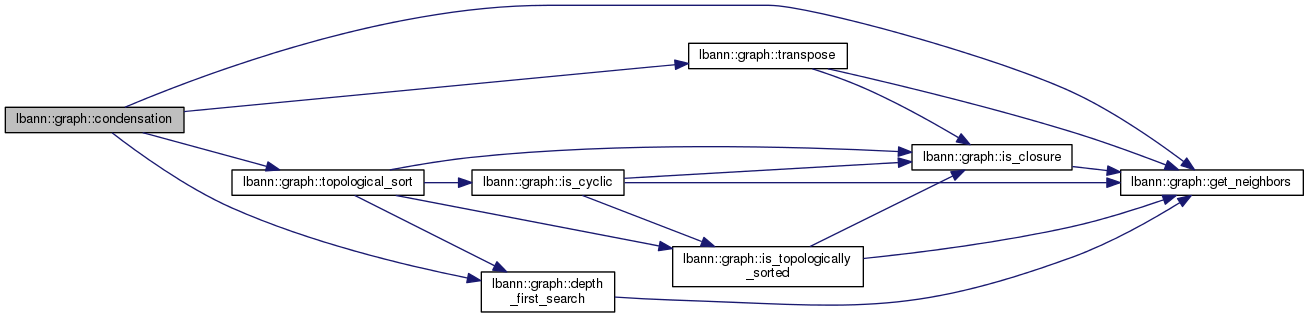 lbann::graph::transpose
lbann::graph::condensation
lbann::graph::is_closure
lbann::graph::topological_sort
lbann::graph::is_cyclic
lbann::graph::get_neighbors
lbann::graph::is_topologically
_sorted
lbann::graph::depth
_first_search